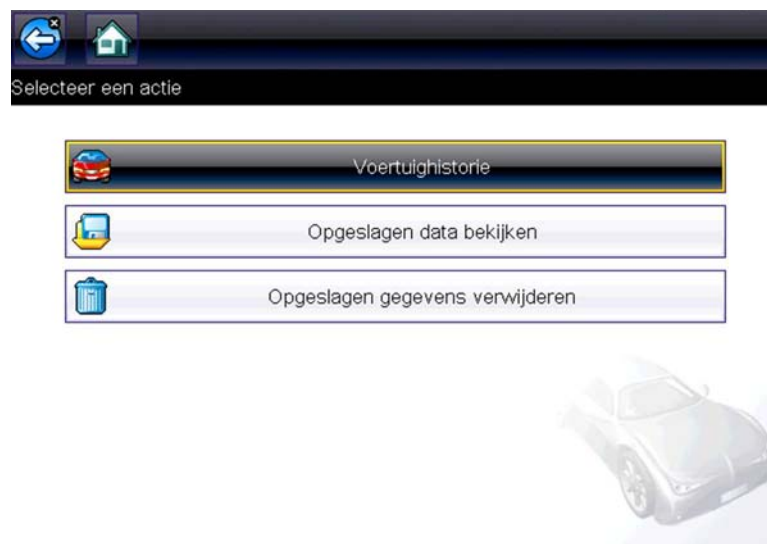 Selecteer een actie
Voertuighistorie
Opgeslagen data bekijken
Opgeslagen gegevens verwijderen